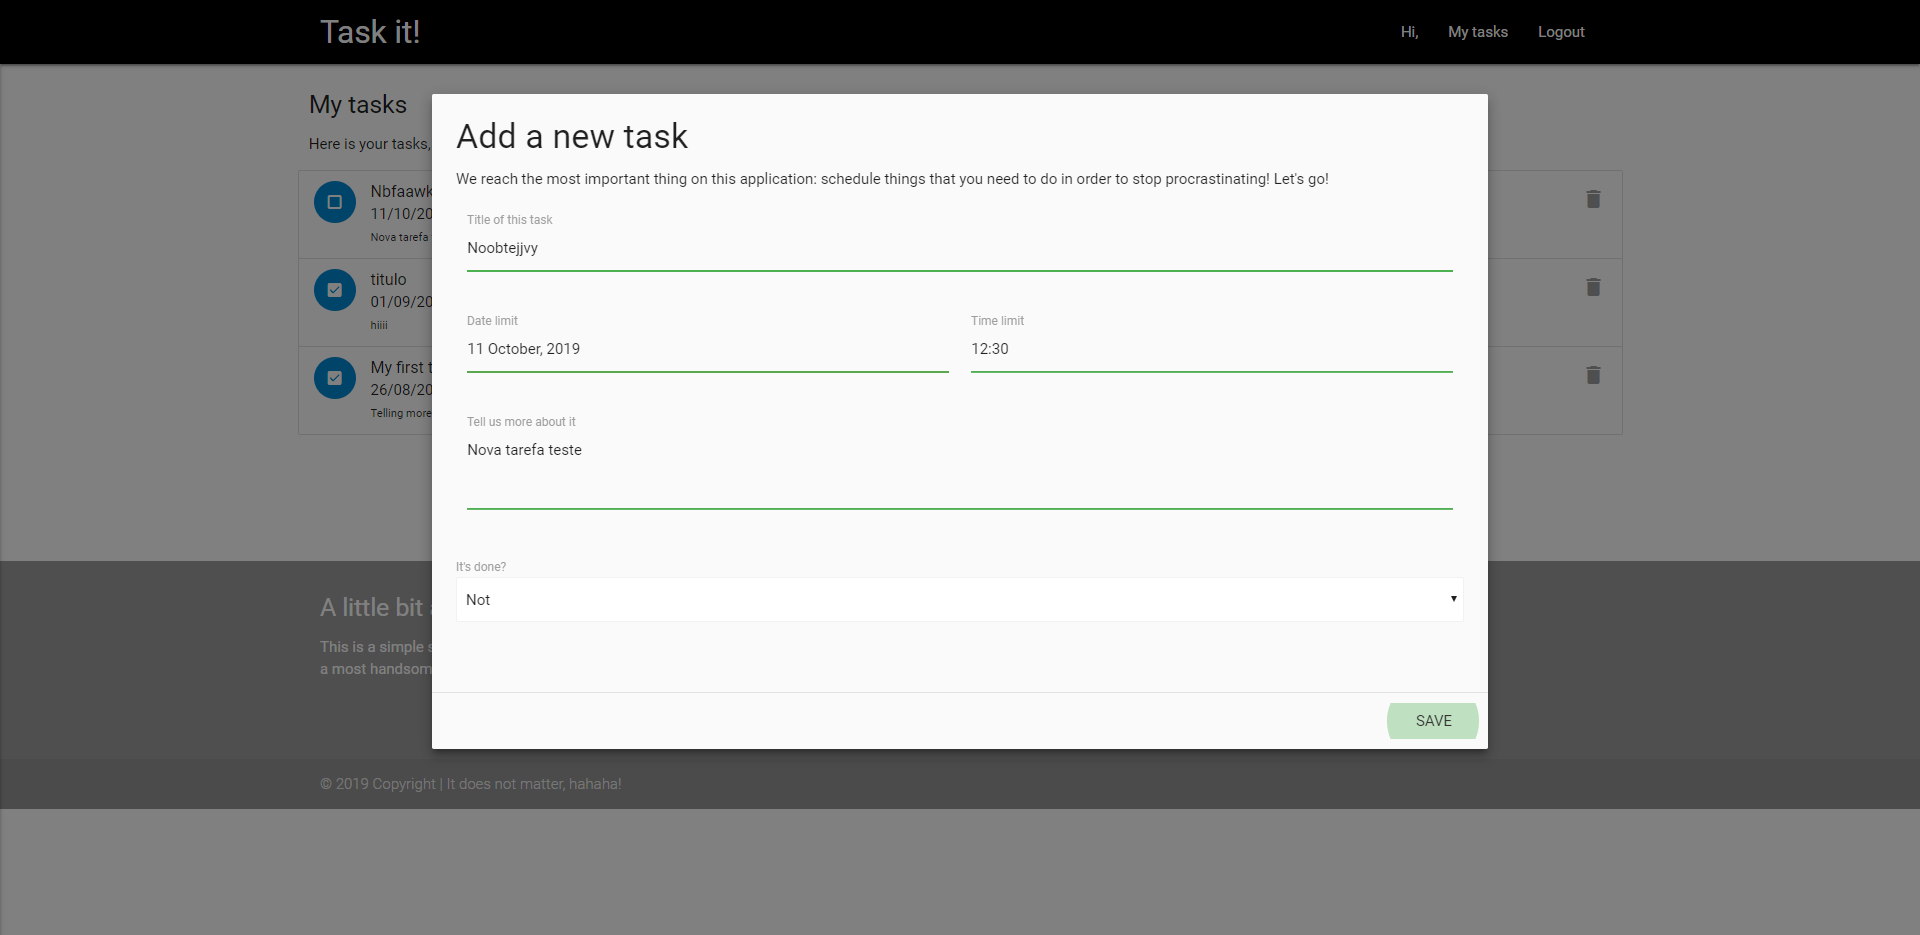 Task it!
Hi, My tasks Logout
My tasks
Here is your tasks,
Nbfaawk
11/10/20
Nova tarefa
titulo
01/09/20
hiiii
My first t
26/08/20
Telling more
Add a new task
We reach the most important thing on this application: schedule things that you need to do in order to stop procrastinating! Let's go!
Title of this task
Noobtejjvy
Date limit Time limit
11 October, 2019 12:30
Tell us more about it
Nova tarefa teste
It's done?
Not
SAVE
A little bit
This is a simple s
a most handsom
© 2019 Copyright | It does not matter, hahaha!